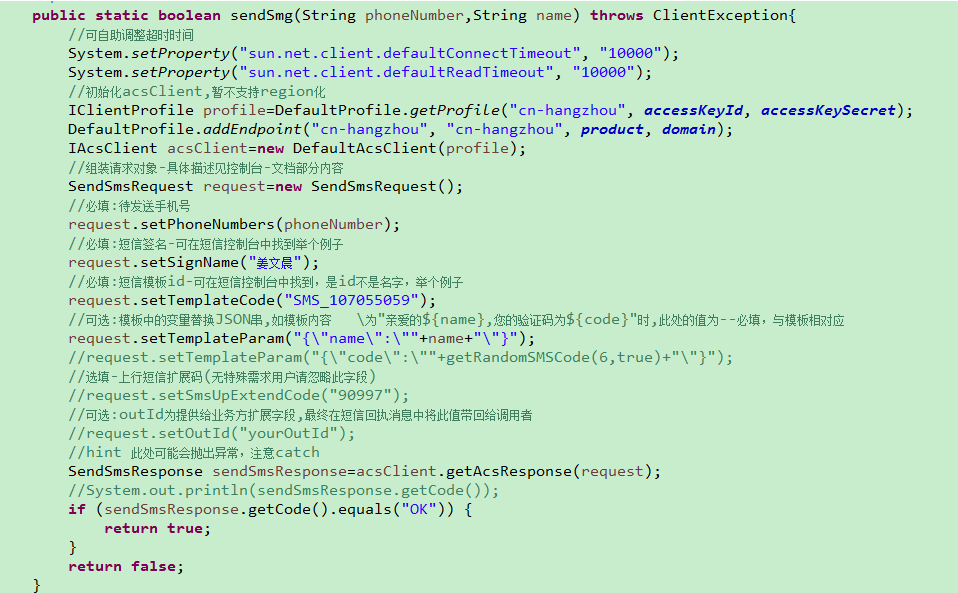 public static boolean sendSmg(String phoneNumber,String name) throws ClientException{
//可自助调整超时时间
System.setProperty("sun.net.client.defaultConnectTimeout", "10000");
System.setProperty("sun.net.client.defaultReadTimeout", "10000");
//初始化acsClient,暂不支持region化
IClientProfile profile=DefaultProfile.getProfile("cn-hangzhou", accessKeyId, accessKeySecret);
DefaultProfile.addEndpoint("cn-hangzhou", "cn-hangzhou", product, domain);
IAcsClient acsClient=new DefaultAcsClient(profile);
//组装请求对象-具体描述见控制台-文档部分内容
SendSmsRequest request=new SendSmsRequest();
//必填:待发送手机号
request.setPhoneNumbers(phoneNumber);
//必填:短信签名-可在短信控制台中找到举个例子
request.setSignName("姜文晨");
//必填:短信模板id-可在短信控制台中找到，是id不是名字，举个例子
request.setTemplateCode("SMS_107055059");
//可选:模板中的变量替换JSON串,如模板内容   \为"亲爱的${name},您的验证码为${code}"时,此处的值为--必填，与模板相对应
request.setTemplateParam("{\"name\":\""+name+"\"}");
//request.setTemplateParam("{\"code\":\""+getRandomSMSCode(6,true)+"\"}");
//选填-上行短信扩展码(无特殊需求用户请忽略此字段)
//request.setSmsUpExtendCode("90997");
//可选:outId为提供给业务方扩展字段,最终在短信回执消息中将此值带回给调用者
//request.setOutId("yourOutId");
//hint 此处可能会抛出异常，注意catch
SendSmsResponse sendSmsResponse=acsClient.getAcsResponse(request);
//System.out.println(sendSmsResponse.getCode());
if (sendSmsResponse.getCode().equals("OK")) {
return true;
}
return false;
}